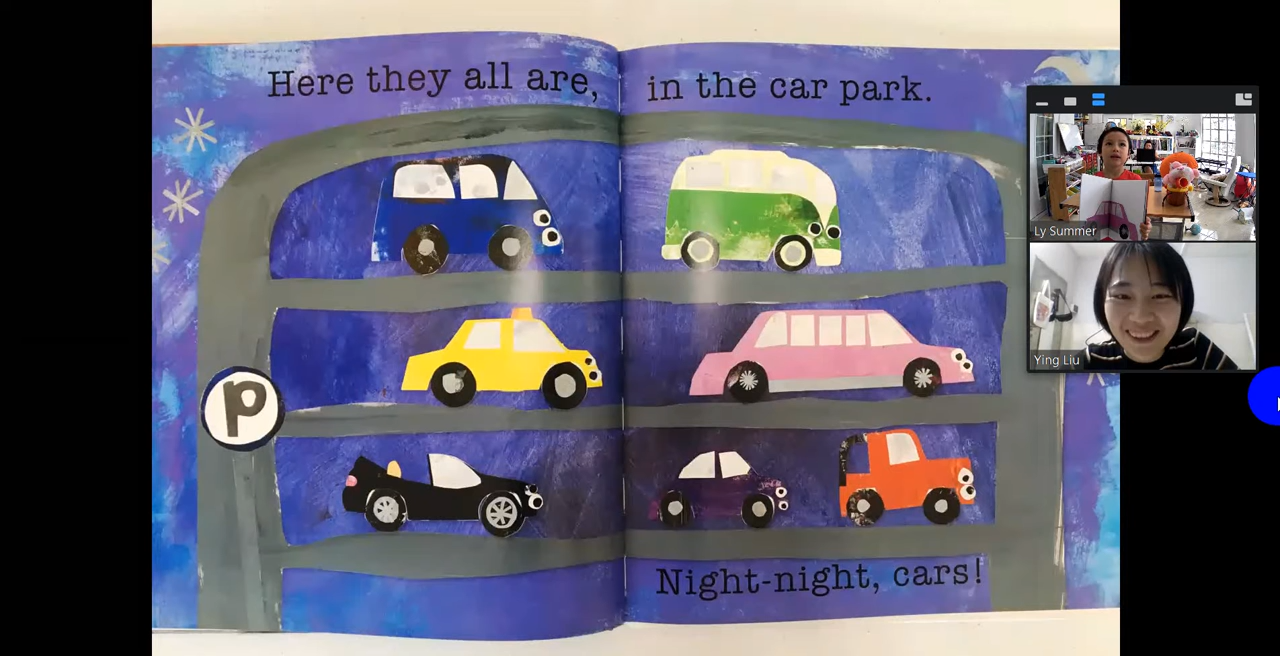 Here they all are, in the car park.
P
Night-night, cars!
Ly Summer
Ying Liu